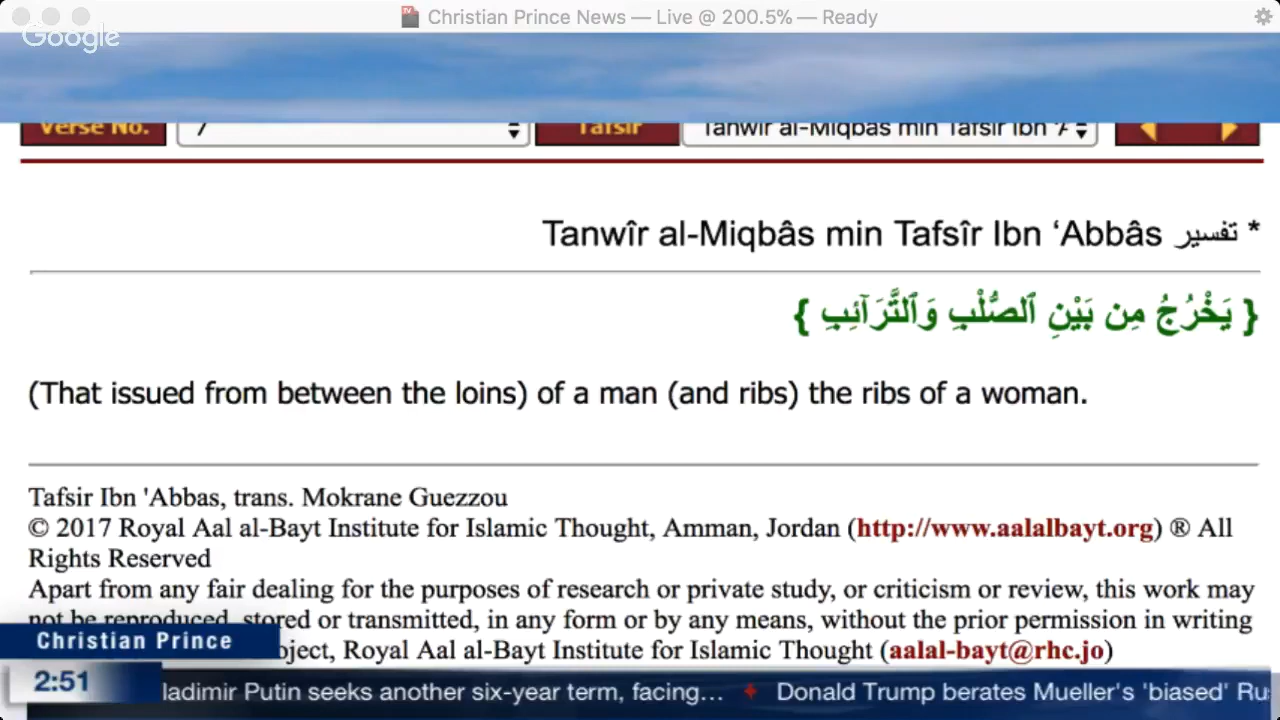 Christian Prince News — Live @ 200.5% — Ready
Google
Verse No. 7 Tafsir Tanwîr al-Miqbâs min Tafsîr Ibn ‘A
Tanwîr al-Miqbâs min Tafsîr Ibn ‘Abbâs تفسير *
{ يَخْرُجُ مِن بَيْنِ ٱلصُّلْبِ وَٱلتَّرَآئِبِ }
(That issued from between the loins) of a man (and ribs) the ribs of a woman.
Tafsir Ibn 'Abbas, trans. Mokrane Guezzou
© 2017 Royal Aal al-Bayt Institute for Islamic Thought, Amman, Jordan (http://www.aalalbayt.org) ® All
Rights Reserved
Apart from any fair dealing for the purposes of research or private study, or criticism or review, this work may
not be reproduced, stored or transmitted, in any form or by any means, without the prior permission in writing
oject, Royal Aal al-Bayt Institute for Islamic Thought (aalal-bayt@rhc.jo)
Christian Prince
2:51
ladimir Putin seeks another six-year term, facing... Donald Trump berates Mueller's 'biased' Ru